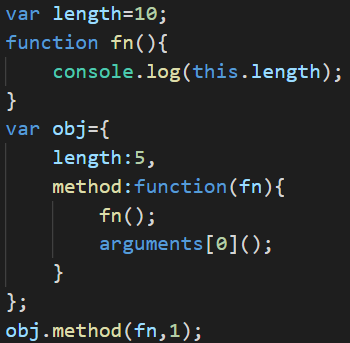 var length=10;
function fn(){
    console.log(this.length);
}
var obj={
    length:5,
    method:function(fn){
        fn();
        arguments[0]();
    }
};
obj.method(fn,1);